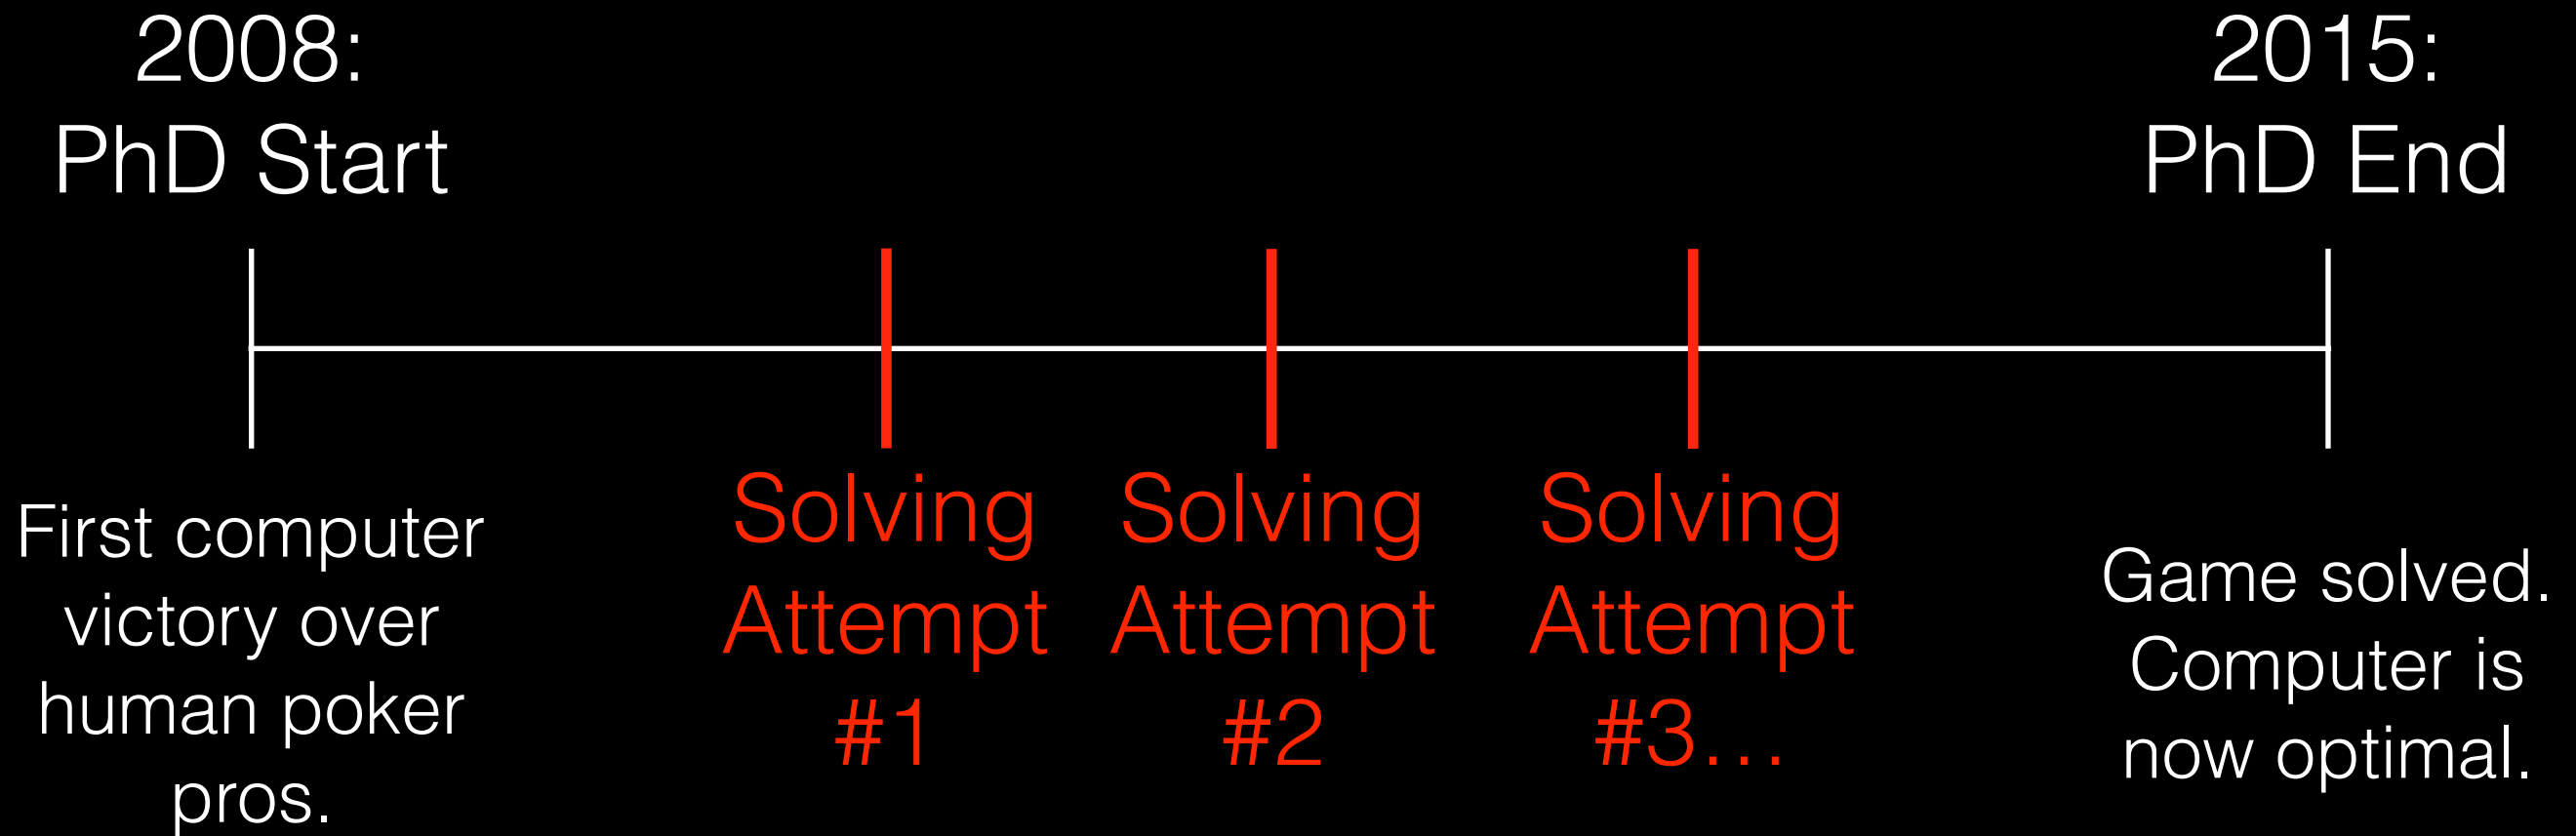 2008:
PhD Start
2015:
PhD End
First computer
victory over
human poker
pros.
Solving
Attempt
#1
Solving
Attempt
#2
Solving
Attempt
#3…
Game solved.
Computer is
now optimal.